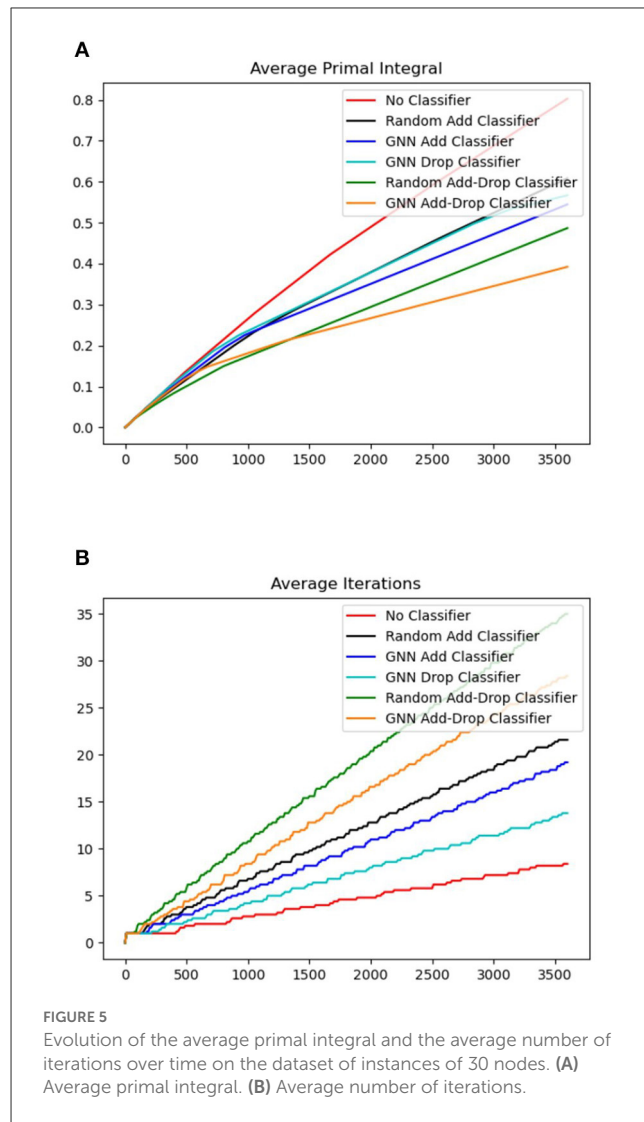 A
Average Primal Integral
No Classifier
Random Add Classifier
GNN Add Classifier
GNN Drop Classifier
Random Add-Drop Classifier
GNN Add-Drop Classifier
0.8
0.7
0.6
0.5
0.4
0.3
0.2
0.1
0.0
0 500 1000 1500 2000 2500 3000 3500
B
Average Iterations
No Classifier
Random Add Classifier
GNN Add Classifier
GNN Drop Classifier
Random Add-Drop Classifier
GNN Add-Drop Classifier
35
30
25
20
15
10
5
0
0 500 1000 1500 2000 2500 3000 3500
FIGURE 5
Evolution of the average primal integral and the average number of
iterations over time on the dataset of instances of 30 nodes. (A)
Average primal integral. (B) Average number of iterations.